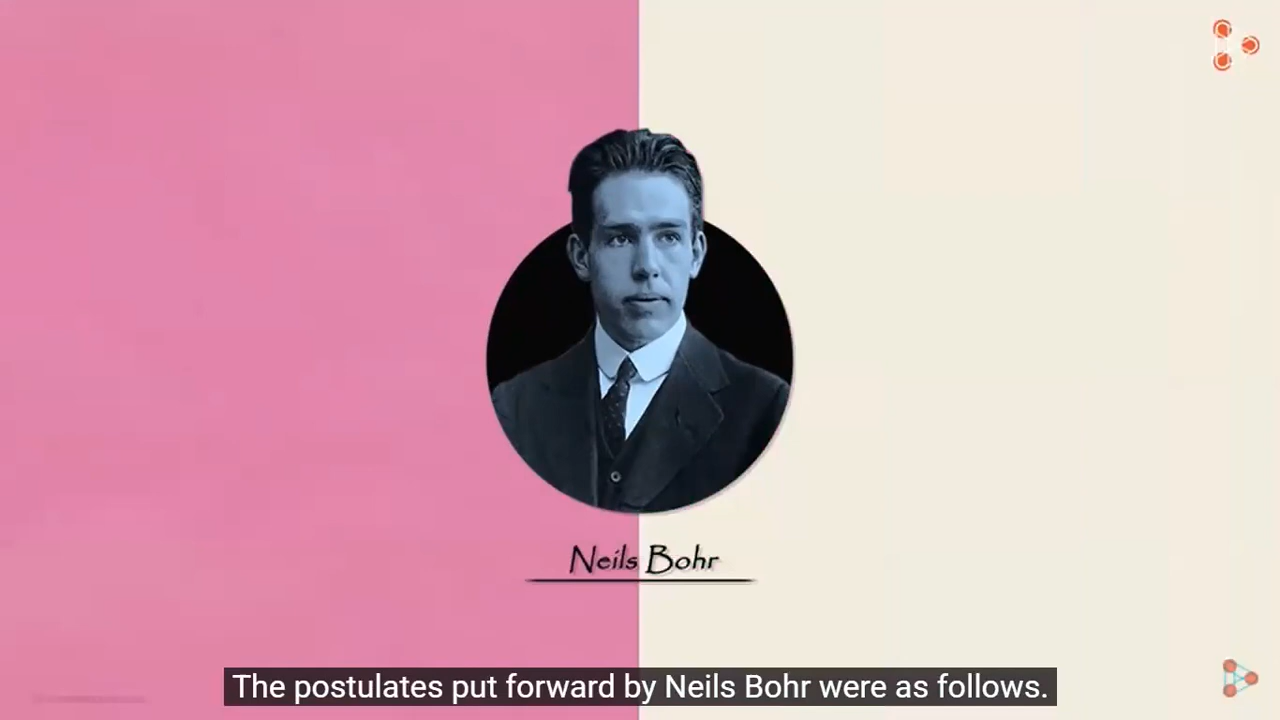 Neils Bohr
The postulates put forward by Neils Bohr were as follows.